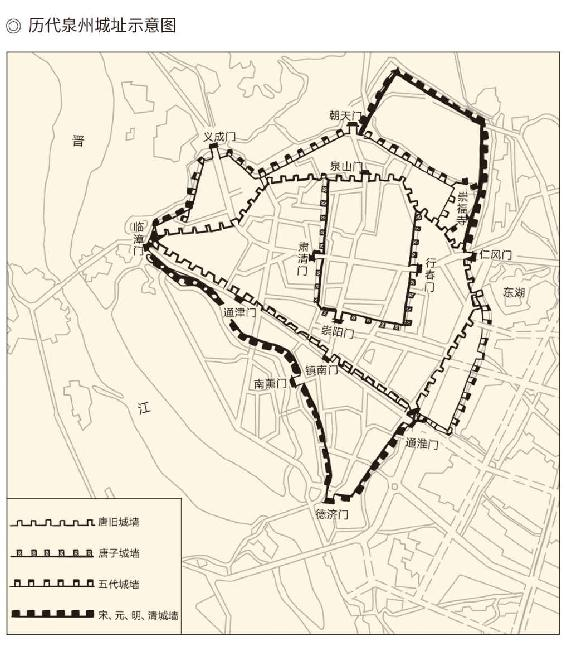 ◎ 历代泉州城址示意图
朝天门
义成门
晋
泉山门
崇福寺
临漳门
肃清门
行春门
仁风门
东湖
通津门
崇阳门
镇南门
南薰门
江
通淮门
德济门
唐旧城墙
唐子城墙
五代城墙
宋、元、明、清城墙